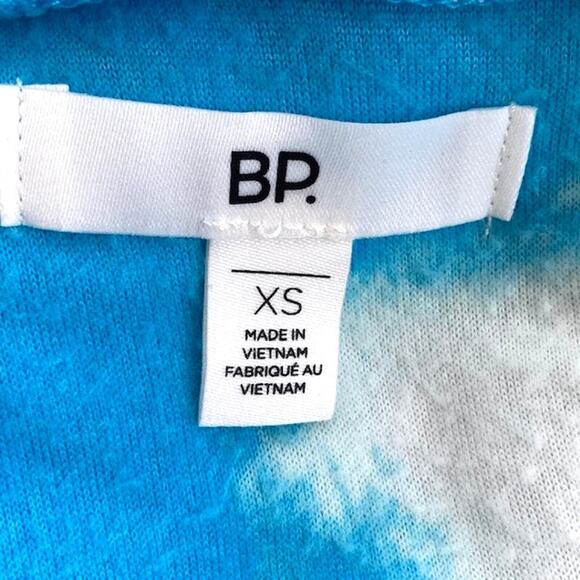 BP.
XS
MADE IN
VIETNAM
FABRIQUÉ AU
VIETNAM